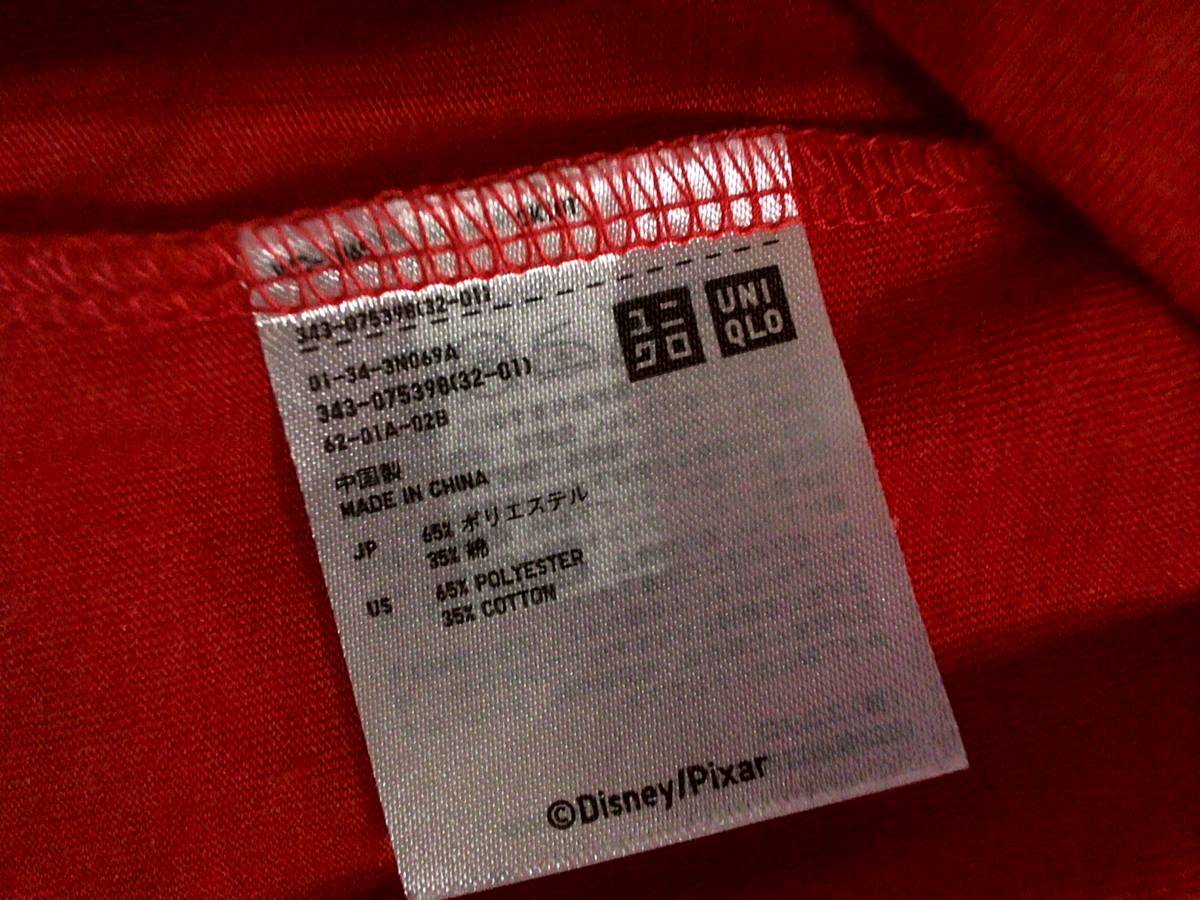 343-075398(32-01)
01-34-3N069A
343-075398(32-01)
62-01A-02B
ユニ
クロ
UNI
QLO
中国製
MADE IN CHINA
JP 65% ポリエステル
35% 綿
US 65% POLYESTER
35% COTTON
©Disney/Pixar